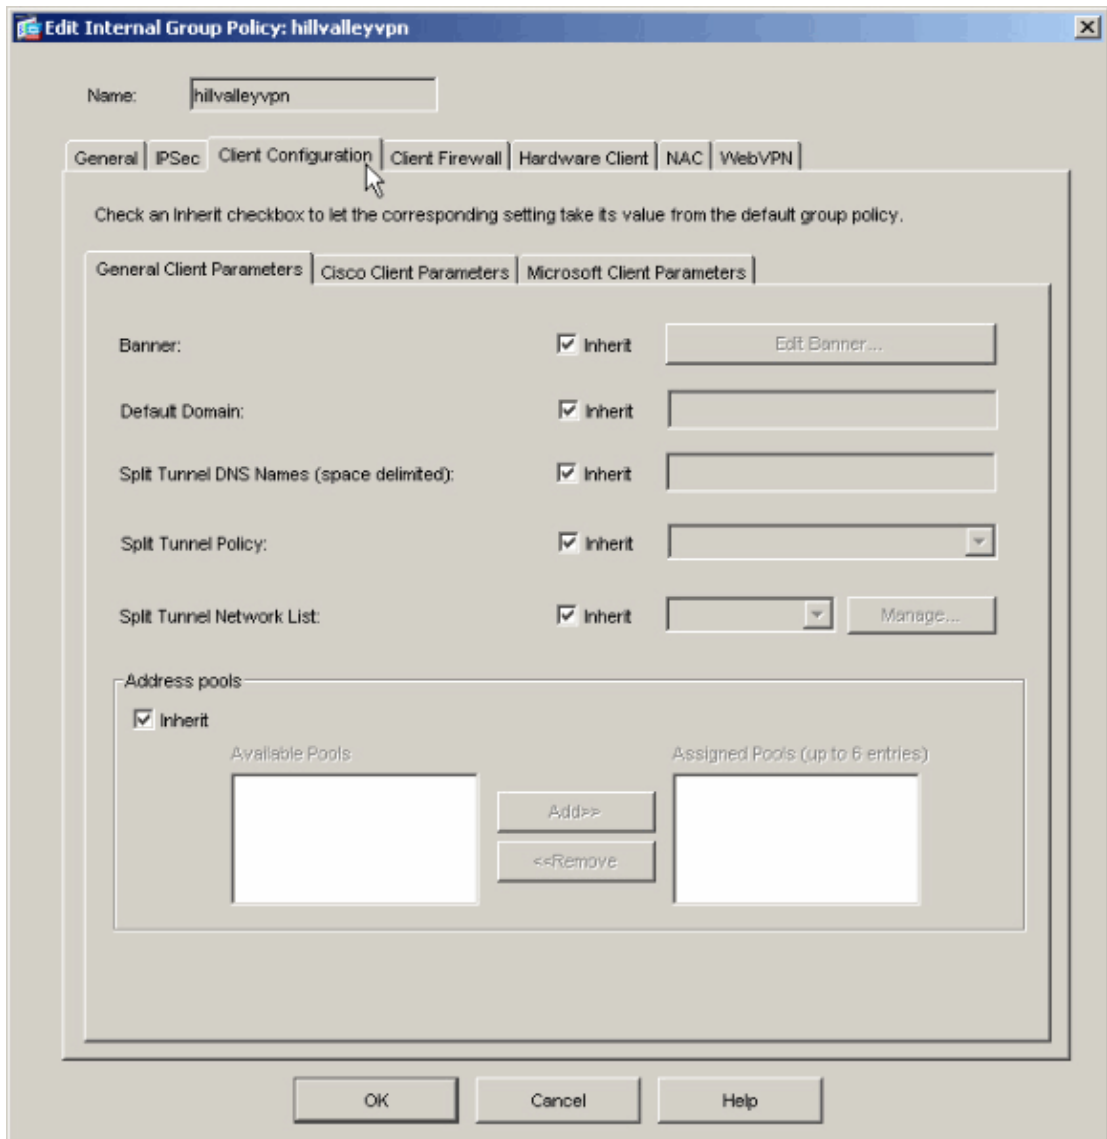 Edit Internal Group Policy: hillvalleyvpn
Name: hillvalleyvpn
General IPSec Client Configuration Client Firewall Hardware Client NAC WebVPN
Check an Inherit checkbox to let the corresponding setting take its value from the default group policy.
General Client Parameters Cisco Client Parameters Microsoft Client Parameters
Banner: Inherit Edit Banner...
Default Domain: Inherit
Split Tunnel DNS Names (space delimited): Inherit
Split Tunnel Policy: Inherit
Split Tunnel Network List: Inherit Manage...
Address pools
Inherit
Available Pools Assigned Pools (up to 6 entries)
Add>>
<<Remove
OK Cancel Help